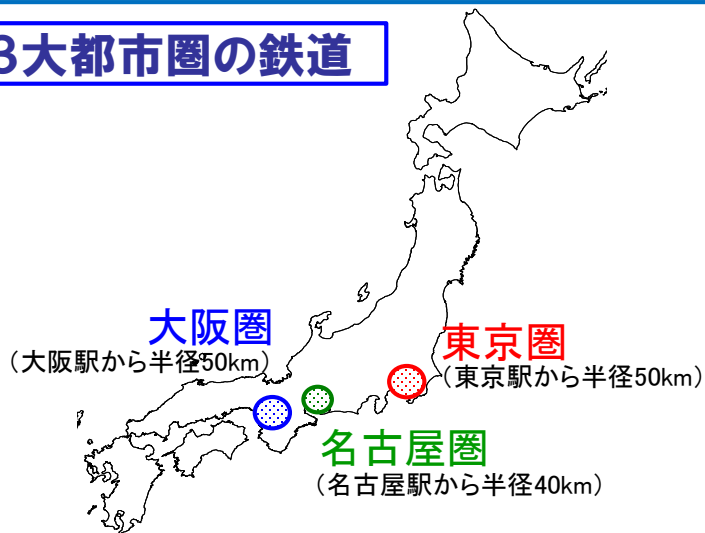 3大都市圏の鉄道
大阪圏
（大阪駅から半径50km）
東京圏
（東京駅から半径50km）
名古屋圏
（名古屋駅から半径40km）